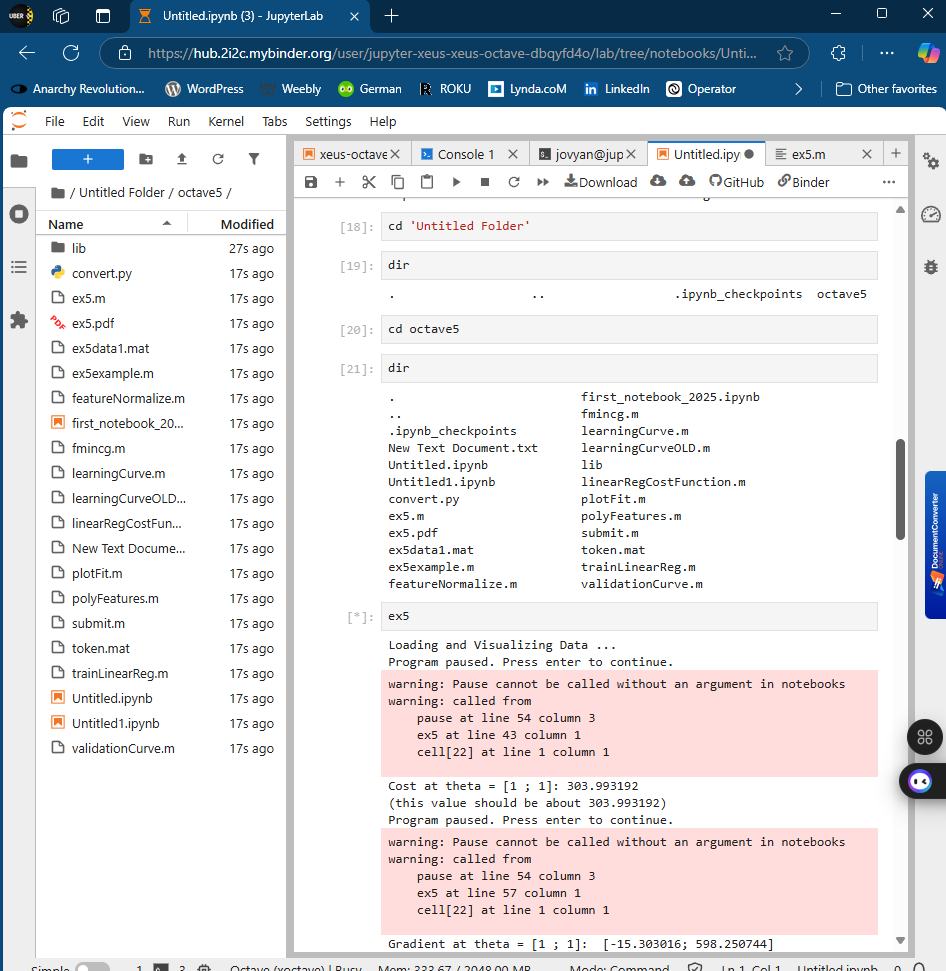 UBER
Untitled.ipynb (3) - JupyterLab
https://hub.2i2c.mybinder.org/user/jupyter-xeus-xeus-octave-dbqyfd4o/lab/tree/notebooks/Unti...
Anarchy Revolution... WordPress Weebly German ROKU Lynda.coM LinkedIn Operator Other favorites
File Edit View Run Kernel Tabs Settings Help
xeus-octave Console 1 jovyan@jup Untitled.ipy ex5.m
Download GitHub Binder
/ Untitled Folder / octave5 /
Name Modified
lib 27s ago
convert.py 17s ago
ex5.m 17s ago
ex5.pdf 17s ago
ex5data1.mat 17s ago
ex5example.m 17s ago
featureNormalize.m 17s ago
first_notebook_20... 17s ago
fmincg.m 17s ago
learningCurve.m 17s ago
learningCurveOLD... 17s ago
linearRegCostFun... 17s ago
New Text Docume... 17s ago
plotFit.m 17s ago
polyFeatures.m 17s ago
submit.m 17s ago
token.mat 17s ago
trainLinearReg.m 17s ago
Untitled.ipynb 17s ago
Untitled1.ipynb 17s ago
validationCurve.m 17s ago
[18]: cd 'Untitled Folder'
[19]: dir
. .. .ipynb_checkpoints octave5
[20]: cd octave5
[21]: dir
. first_notebook_2025.ipynb
.. fmincg.m
.ipynb_checkpoints learningCurve.m
New Text Document.txt learningCurveOLD.m
Untitled.ipynb lib
Untitled1.ipynb linearRegCostFunction.m
convert.py plotFit.m
ex5.m polyFeatures.m
ex5.pdf submit.m
ex5data1.mat token.mat
ex5example.m trainLinearReg.m
featureNormalize.m validationCurve.m
[*]: ex5
Loading and Visualizing Data ...
Program paused. Press enter to continue.
warning: Pause cannot be called without an argument in notebooks
warning: called from
pause at line 54 column 3
ex5 at line 43 column 1
cell[22] at line 1 column 1
Cost at theta = [1 ; 1]: 303.993192
(this value should be about 303.993192)
Program paused. Press enter to continue.
warning: Pause cannot be called without an argument in notebooks
warning: called from
pause at line 54 column 3
ex5 at line 57 column 1
cell[22] at line 1 column 1
Gradient at theta = [1 ; 1]: [-15.303016; 598.250744]
DocumentConverter
ONLINE
Simple 1 3 Octave (xoctave) | Busy Mem: 333.67 / 2048.00 MB Mode: Command Ln 1, Col 1 Untitled.ipynb 0